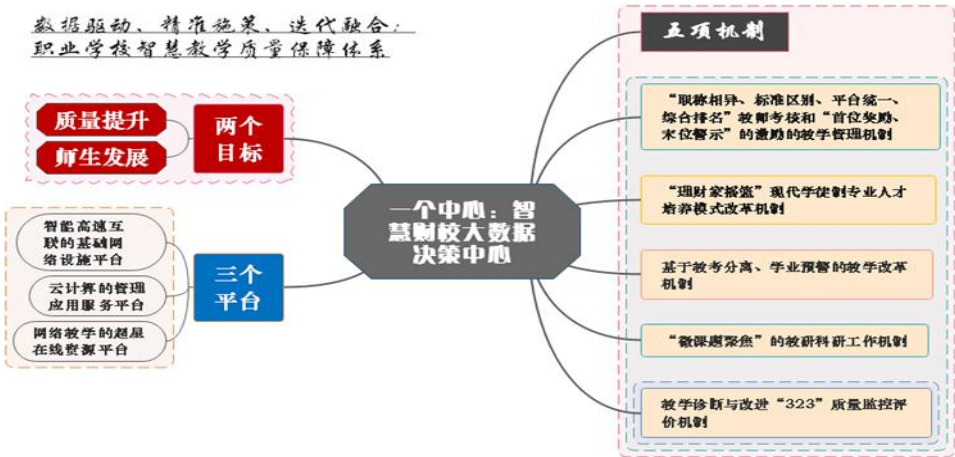 数据驱动、精准施策、迭代融合：
职业学校智慧教学质量保障体系
质量提升
师生发展
两个
目标
智能高速互
联的基础网
络设施平台
云计算的管理
应用服务平台
网络教学的超星
在线资源平台
三个
平台
一个中心：智
慧财校大数据
决策中心
五项机制
“职称相异、标准区别、平台统一、
综合排名”教师考核和“首位奖励、
末位警示”的激励的教学管理机制
“理财家摇篮”现代学徒制专业人才
培养模式改革机制
基于教考分离、学业预警的教学改革
机制
“微课题聚焦”的教研科研工作机制
教学诊断与改进“323”质量监控评
价机制